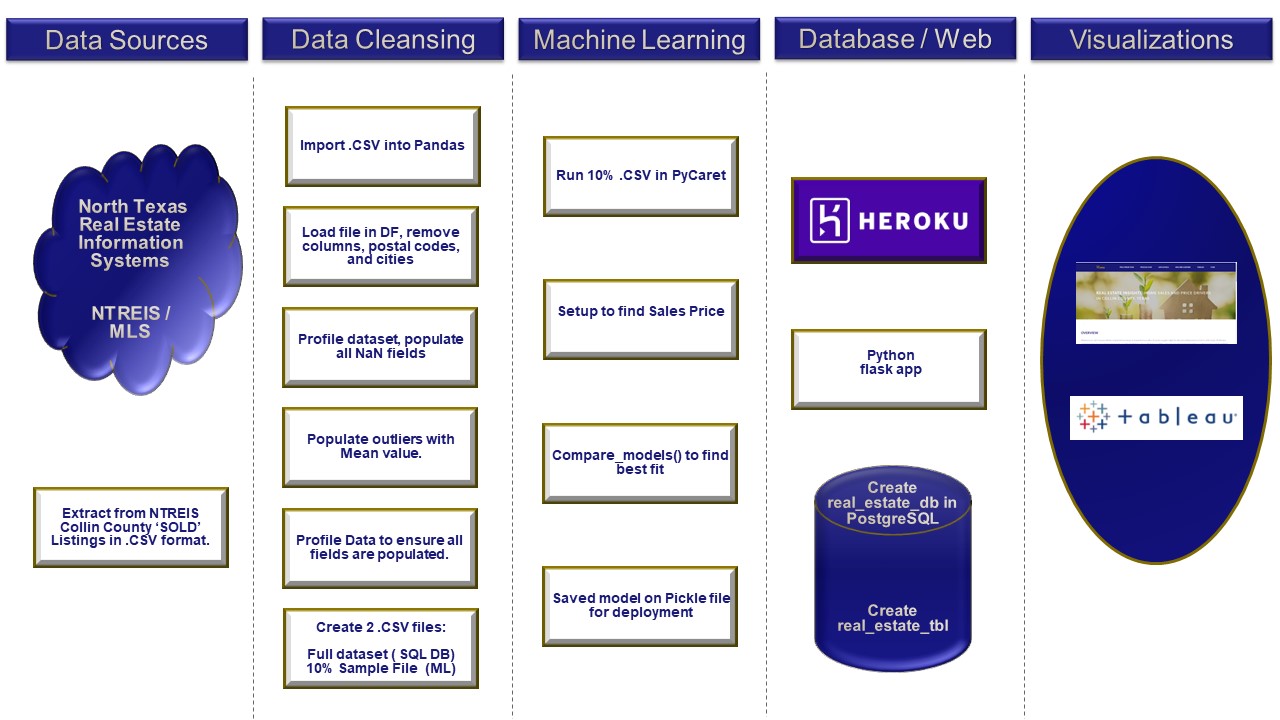 Data Sources
Data Cleansing
Machine Learning
Database / Web
Visualizations
North Texas
Real Estate
Information
Systems
NTREIS /
MLS
Extract from NTREIS
Collin County ‘SOLD’
Listings in .CSV format.
Import .CSV into Pandas
Load file in DF, remove
columns, postal codes,
and cities
Profile dataset, populate
all NaN fields
Populate outliers with
Mean value.
Profile Data to ensure all
fields are populated.
Create 2 .CSV files:
Full dataset ( SQL DB)
10% Sample File (ML)
Run 10% .CSV in PyCaret
Setup to find Sales Price
Compare_models() to find
best fit
Saved model on Pickle file
for deployment
HEROKU
Python
flask app
Create
real_estate_db in
PostgreSQL
Create
real_estate_tbl
OVERVIEW
+ableau